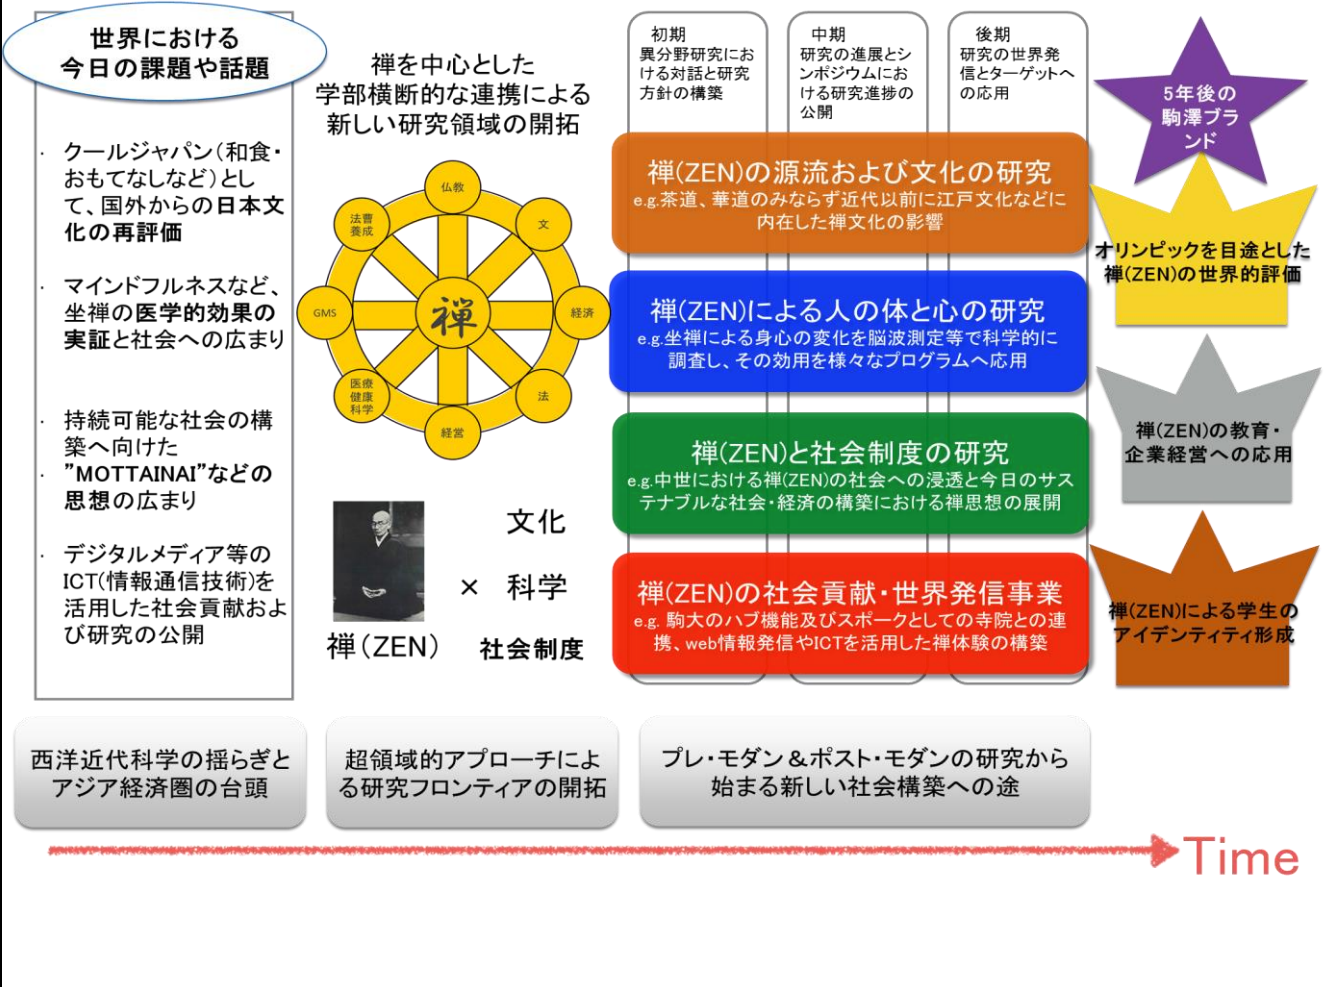 世界における
今日の課題や話題
・ クールジャパン（和食・
おもてなしなど）とし
て、国外からの日本文
化の再評価
・ マインドフルネスなど、
坐禅の医学的効果の
実証と社会への広まり
・ 持続可能な社会の構
築へ向けた
・ ”MOTTAINAI”などの
思想の広まり
・ デジタルメディア等の
ICT(情報通信技術)を
活用した社会貢献およ
び研究の公開
禅を中心とした
学部横断的な連携による
新しい研究領域の開拓
仏教
文
経済
法
経営
医療
健康
科学
GMS
法曹
養成
禅
禅（ZEN）
×
文化
科学
社会制度
初期
異分野研究にお
ける対話と研究
方針の構築
中期
研究の進展とシ
ンポジウムにお
ける研究進捗の
公開
後期
研究の世界発
信とターゲットへ
の応用
禅(ZEN)の源流および文化の研究
e.g.茶道、華道のみならず近代以前に江戸文化などに
内在した禅文化の影響
禅(ZEN)による人の体と心の研究
e.g.坐禅による身心の変化を脳波測定等で科学的に
調査し、その効用を様々なプログラムへ応用
禅(ZEN)と社会制度の研究
e.g.中世における禅(ZEN)の社会への浸透と今日のサス
テナブルな社会・経済の構築における禅思想の展開
禅(ZEN)の社会貢献・世界発信事業
e.g. 駒大のハブ機能及びスポークとしての寺院との連
携、web情報発信やICTを活用した禅体験の構築
5年後の
駒澤ブラ
ンド
オリンピックを目途とした
禅(ZEN)の世界的評価
禅(ZEN)の教育・
企業経営への応用
禅(ZEN)による学生の
アイデンティティ形成
西洋近代科学の揺らぎと
アジア経済圏の台頭
超領域的アプローチによ
る研究フロンティアの開拓
プレ・モダン＆ポスト・モダンの研究から
始まる新しい社会構築への途
Time